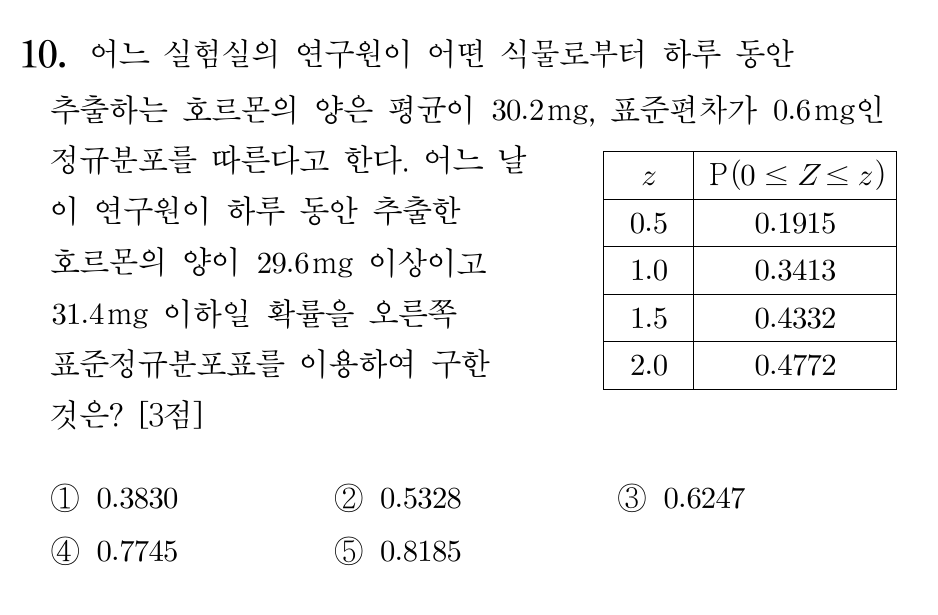 10. 어느 실험실의 연구원이 어떤 식물로부터 하루 동안
추출하는 호르몬의 양은 평균이 30.2mg, 표준편차가 0.6mg인
정규분포를 따른다고 한다. 어느 날
이 연구원이 하루 동안 추출한
호르몬의 양이 29.6mg 이상이고
31.4mg 이하일 확률을 오른쪽
표준정규분포표를 이용하여 구한
것은? [3점]
z P(0 ≤ Z ≤ z)
0.5 0.1915
1.0 0.3413
1.5 0.4332
2.0 0.4772
① 0.3830 ② 0.5328 ③ 0.6247
④ 0.7745 ⑤ 0.8185